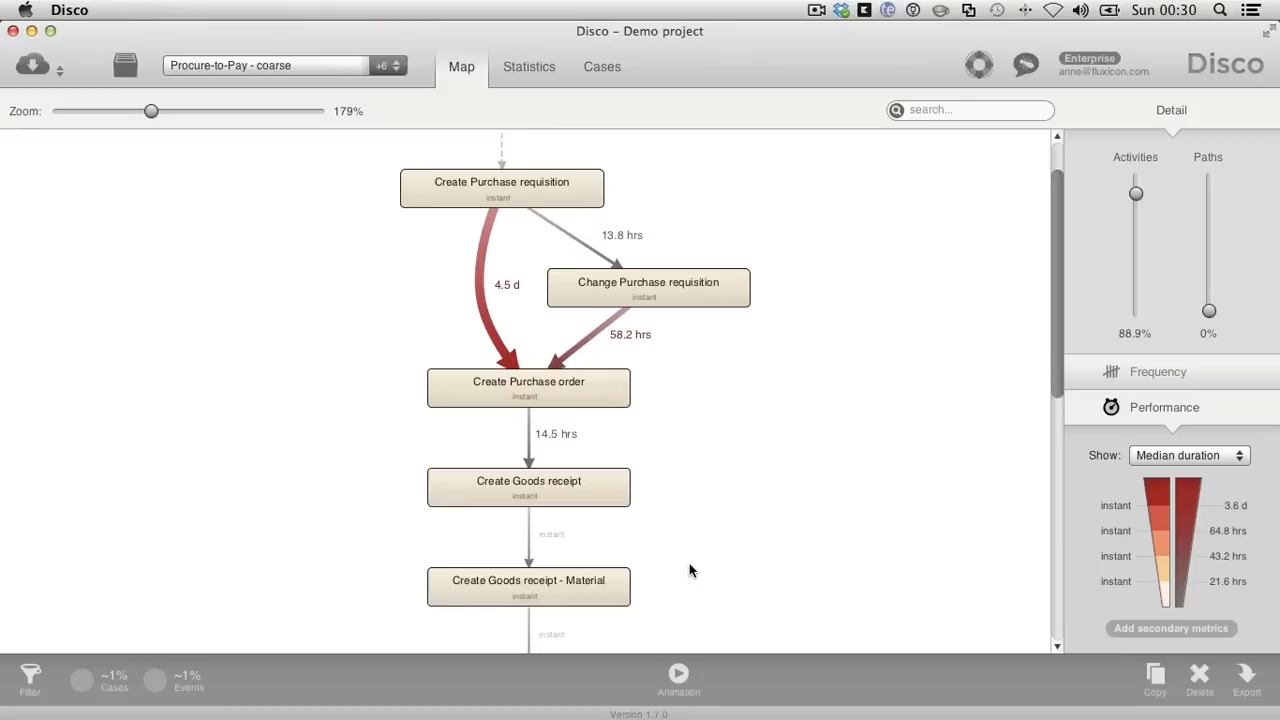 Disco
Sun 00:30
Disco – Demo project
Procure-to-Pay - coarse
+6
Map
Statistics
Cases
Enterprise
anne@fluxicon.com
Disco
Zoom:
179%
search...
Detail
Create Purchase requisition
instant
13.8 hrs
4.5 d
Change Purchase requisition
instant
58.2 hrs
Create Purchase order
instant
14.5 hrs
Create Goods receipt
instant
instant
Create Goods receipt - Material
instant
instant
Activities
Paths
88.9%
0%
Frequency
Performance
Show:
Median duration
instant
3.6 d
instant
64.8 hrs
instant
43.2 hrs
instant
21.6 hrs
Add secondary metrics
Filter
~1%
Cases
~1%
Events
Animation
Copy
Delete
Export
Version 1.7.0